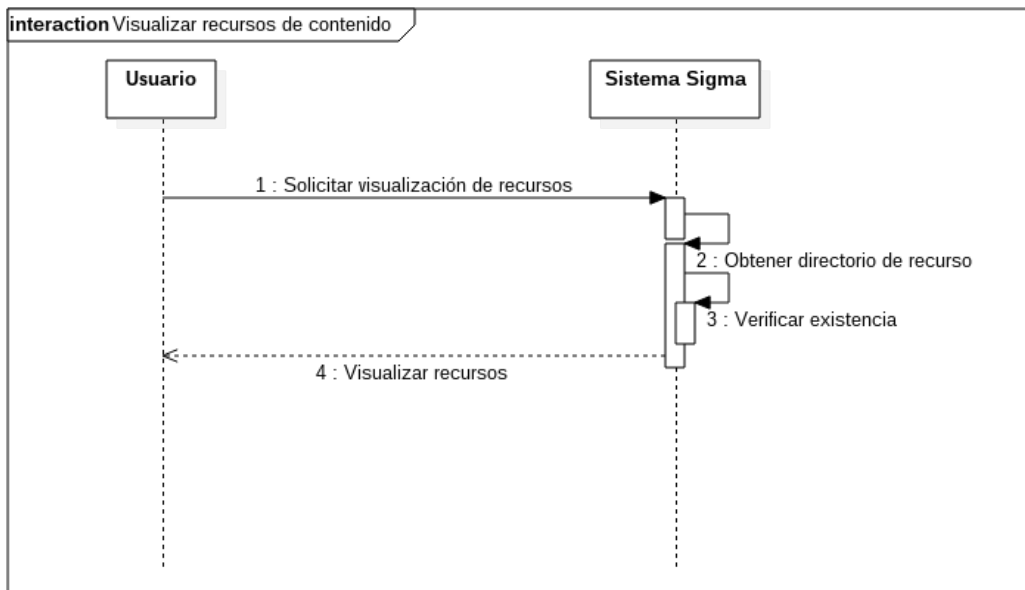 interaction Visualizar recursos de contenido
Usuario
Sistema Sigma
1 : Solicitar visualización de recursos
2 : Obtener directorio de recurso
3 : Verificar existencia
4 : Visualizar recursos